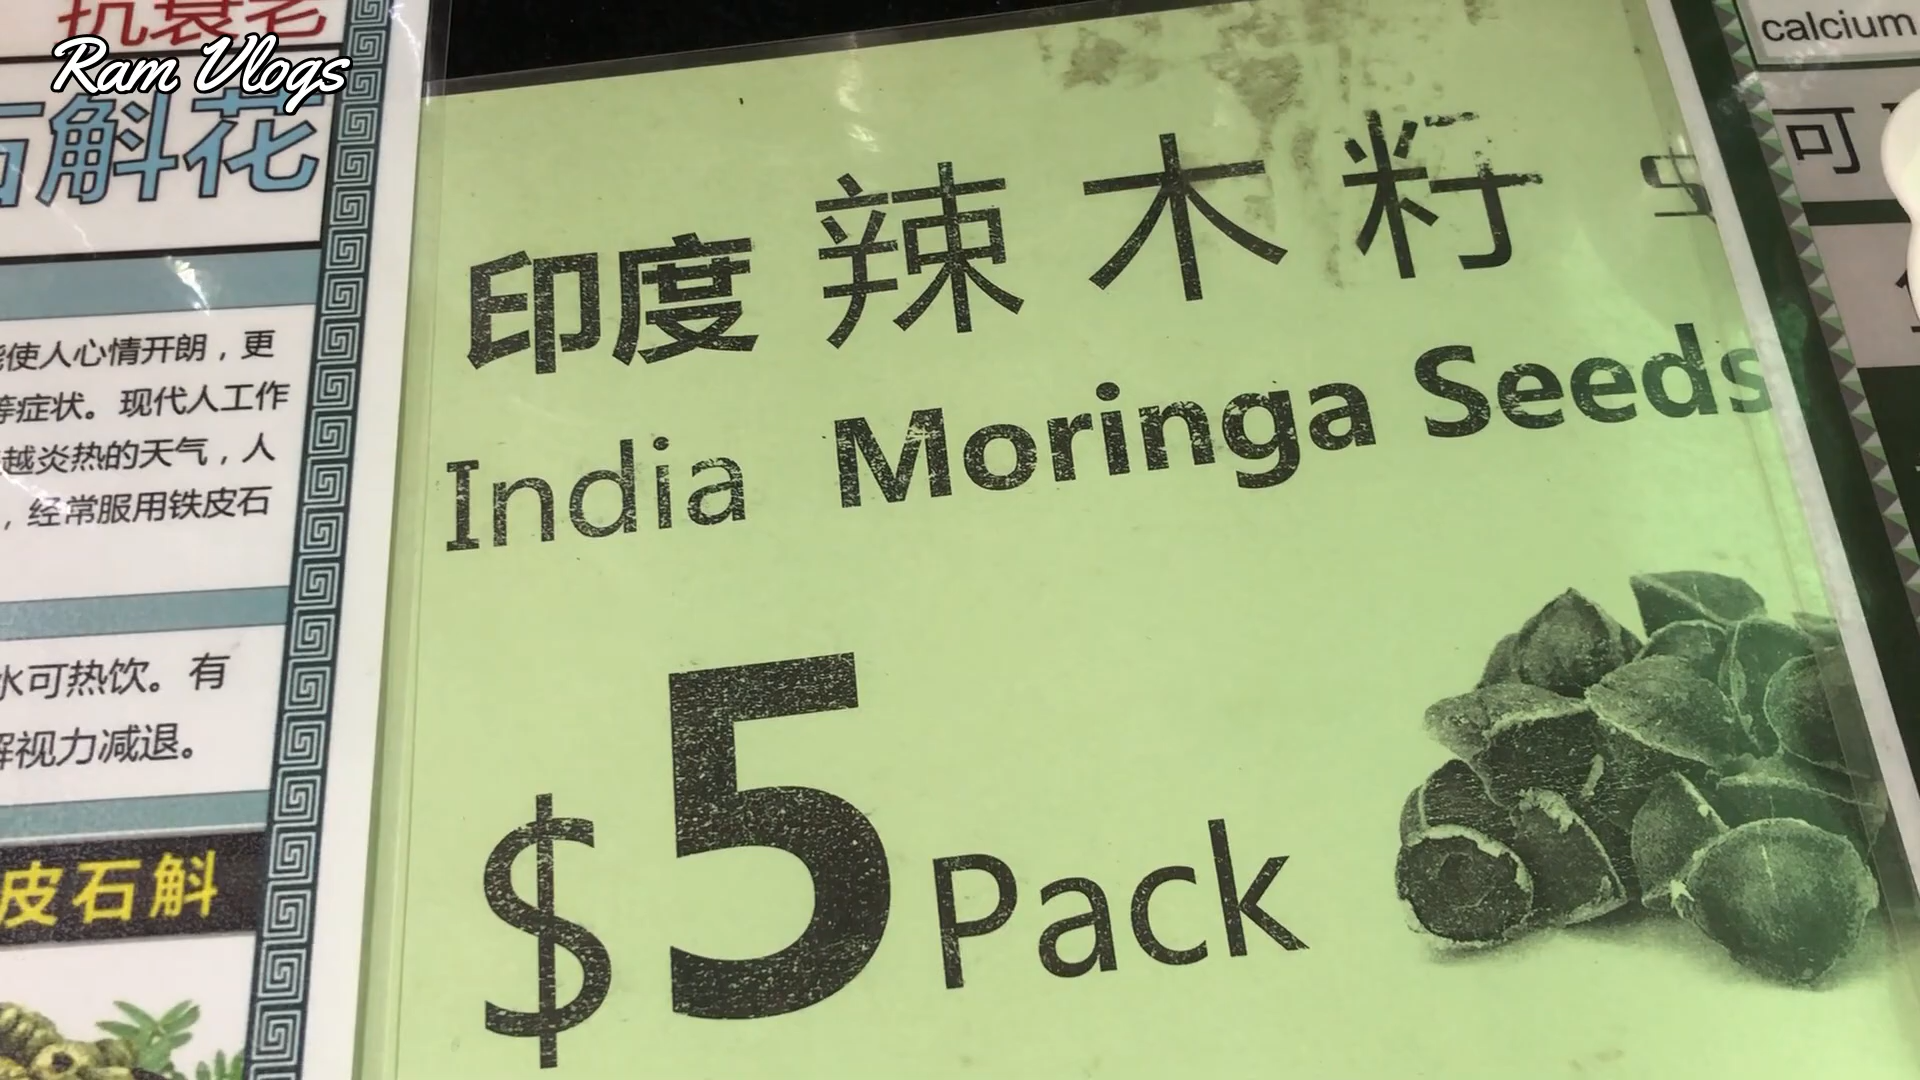 抗衰老
Ram Vlogs
石斛花
使人心情开朗，更
等症状。现代人工作
越炎热的天气，人
，经常服用铁皮石
水可热饮。有
解视力减退。
皮石斛
印度 辣木籽
India Moringa Seeds
$5 Pack
calcium
可